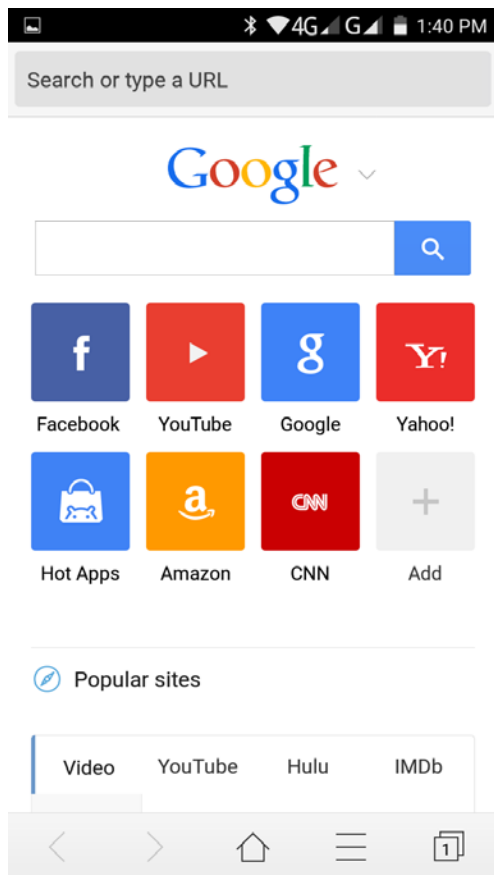 4G G 1:40 PM
Search or type a URL
Google
f g Y!
Facebook YouTube Google Yahoo!
a CNN
Hot Apps Amazon CNN Add
Popular sites
Video YouTube Hulu IMDb
1